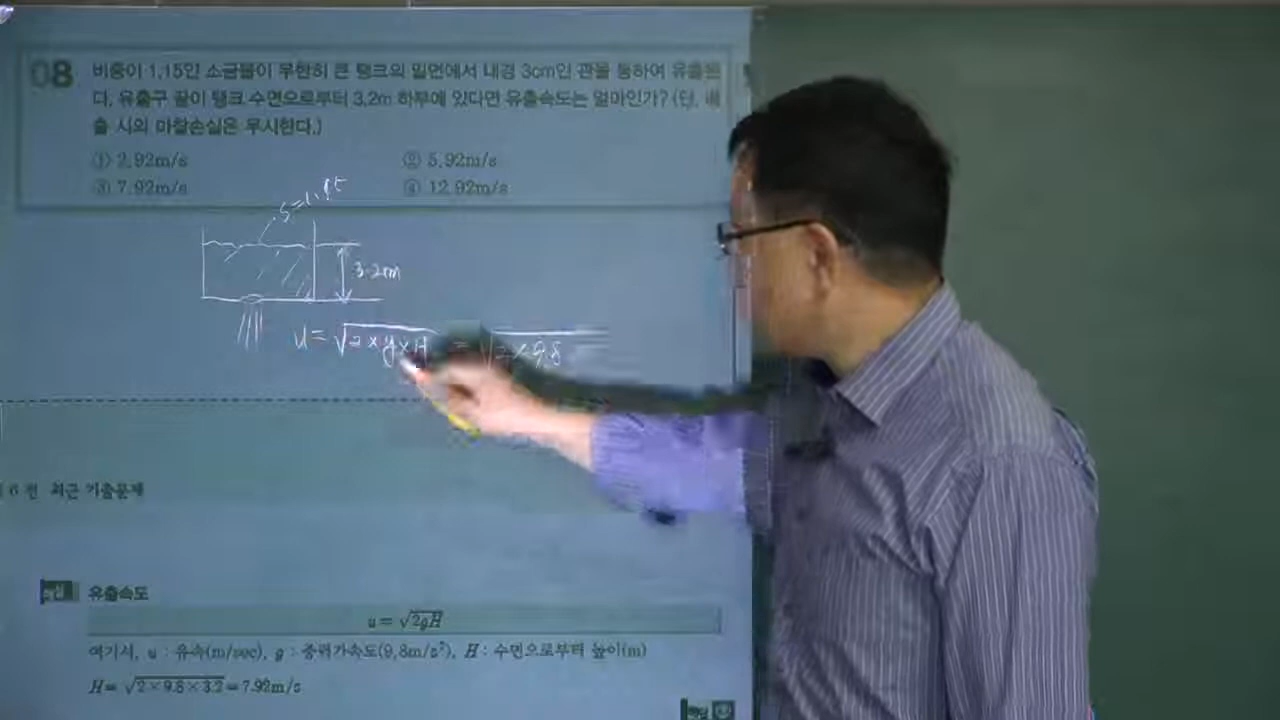 08 비중이 1.15인 소금물이 무한히 큰 탱크의 밑면에서 내경 3cm인 관을 통하여 유출된
다. 유출구 끝이 탱크 수면으로부터 3.2m 하부에 있다면 유출속도는 얼마인가? (단, 배
출 시의 마찰손실은 무시한다.)
① 2.92m/s ② 5.92m/s
③ 7.92m/s ④ 12.92m/s
S=1.15
3.2m
u=√2×g×H = √2×9.8
6 편 최근 기출문제
유출속도
u=√2gH
여기서, u : 유속(m/sec), g : 중력가속도(9.8m/s²), H : 수면으로부터 높이(m)
H=√2×9.8×3.2=7.92m/s